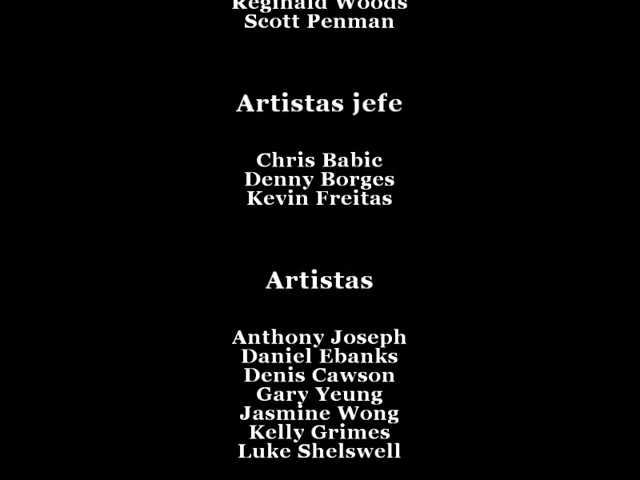 Reginald Woods
Scott Penman
Artistas jefe
Chris Babic
Denny Borges
Kevin Freitas
Artistas
Anthony Joseph
Daniel Ebanks
Denis Cawson
Gary Yeung
Jasmine Wong
Kelly Grimes
Luke Shelswell